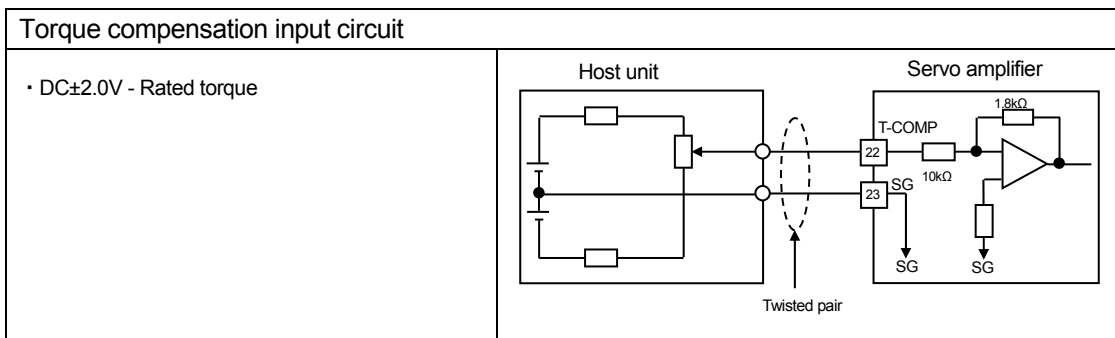 Torque compensation input circuit
・DC±2.0V - Rated torque
Host unit
Servo amplifier
1.8kΩ
T-COMP
22
10kΩ
23
SG
SG
SG
Twisted pair